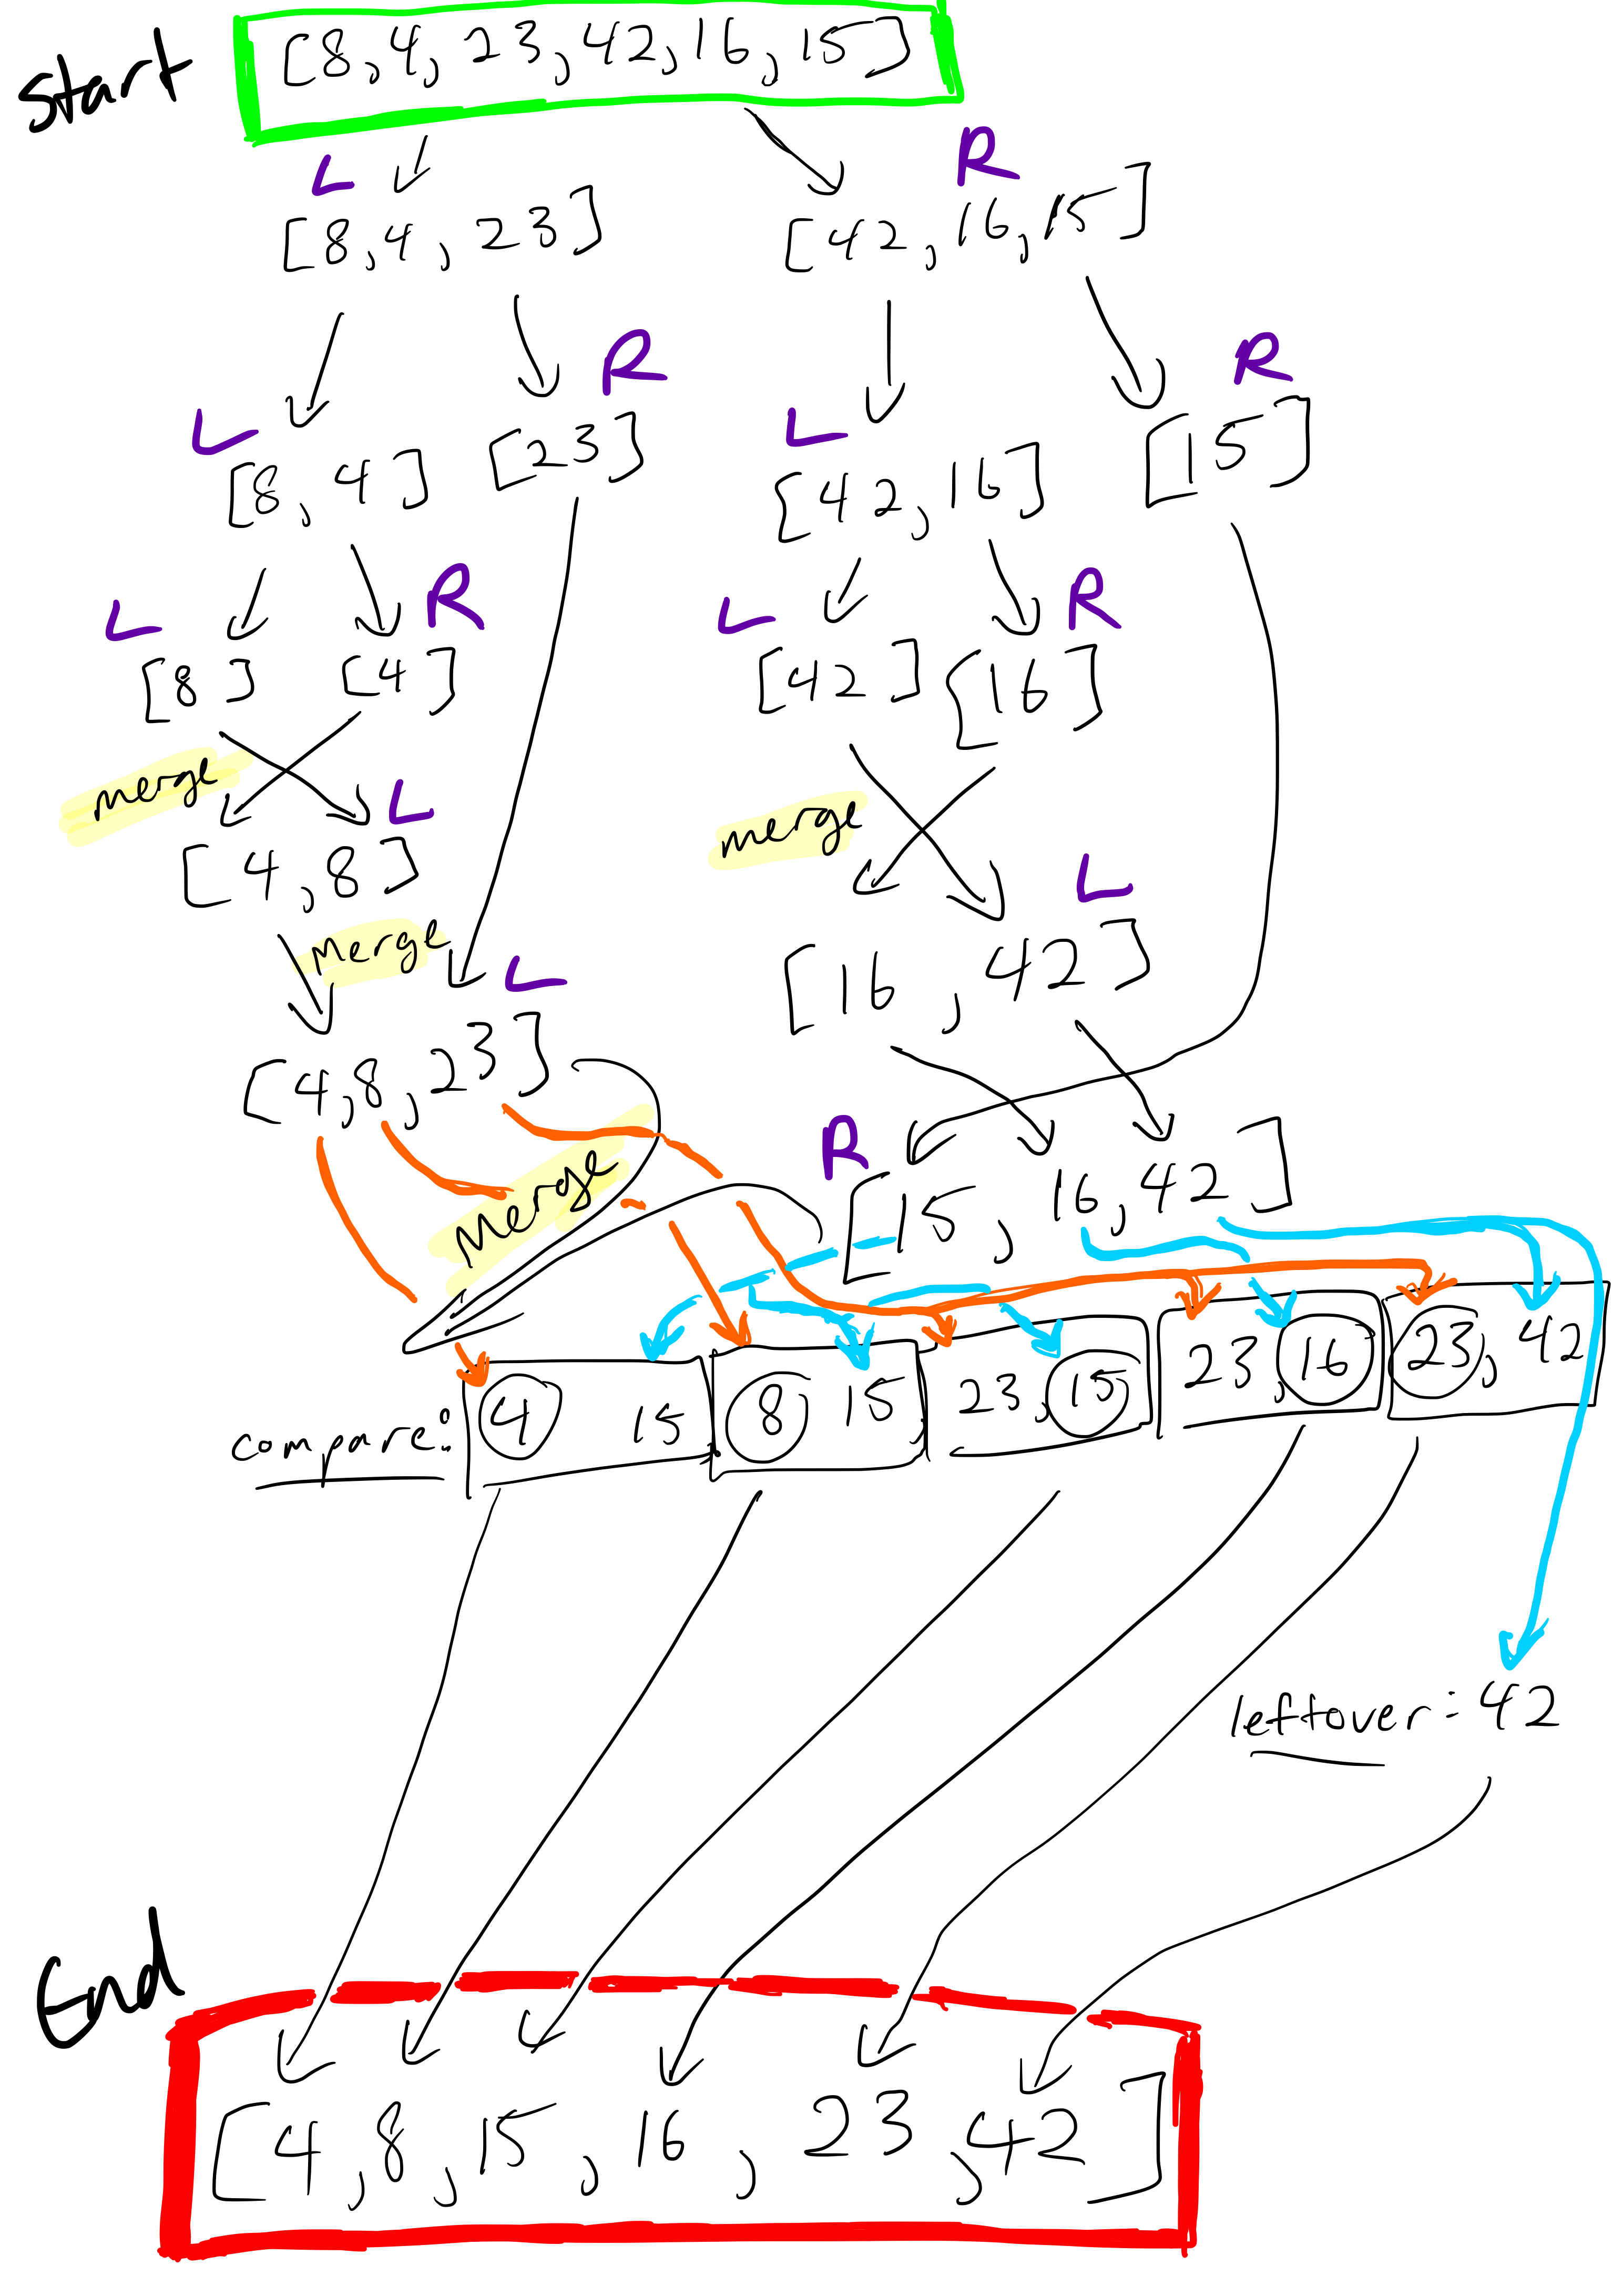 start [8,4,23,42,16,15]
L R
[8,4,23] [42,16,15]
R R
L [23] L [15]
[8,4] [42,16]
L R L R
[8] [4] [42] [16]
merge L merge
[4,8] L
merge L [16,42]
[4,8,23]
merge R [15,16,42]
compare: 4 15 8 15, 23,15 23,16 23,42
leftover: 42
End
[4,8,15,16,23,42]